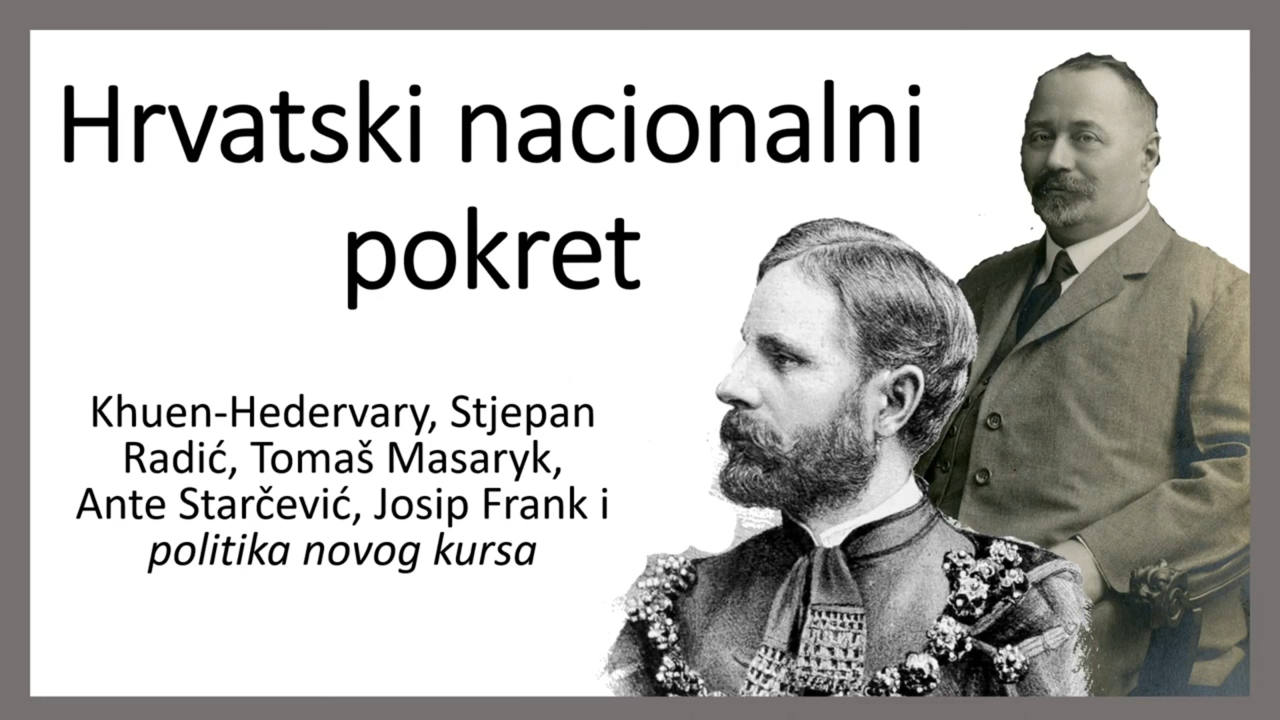 Hrvatski nacionalni
pokret
Khuen-Hedervary, Stjepan
Radić, Tomaš Masaryk,
Ante Starčević, Josip Frank i
politika novog kursa